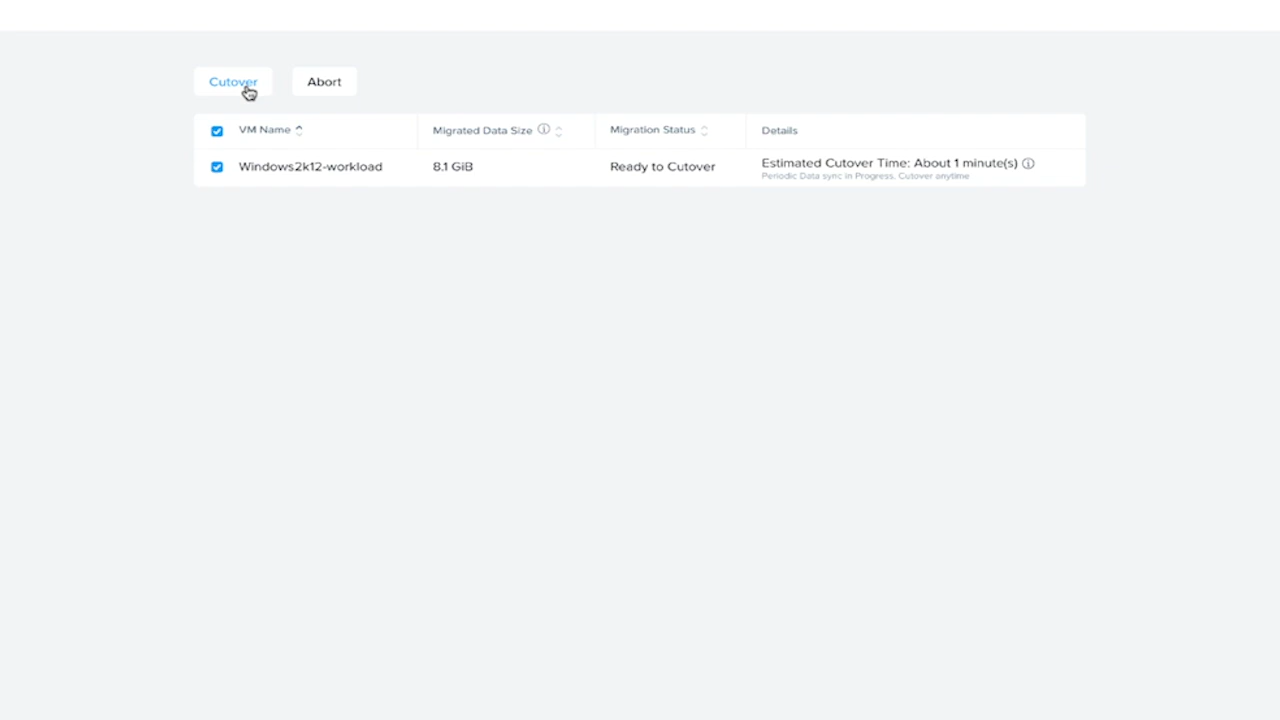 Cutover Abort
VM Name Migrated Data Size Migration Status Details
Windows2k12-workload 8.1 GiB Ready to Cutover Estimated Cutover Time: About 1 minute(s)
Periodic Data sync in Progress. Cutover anytime